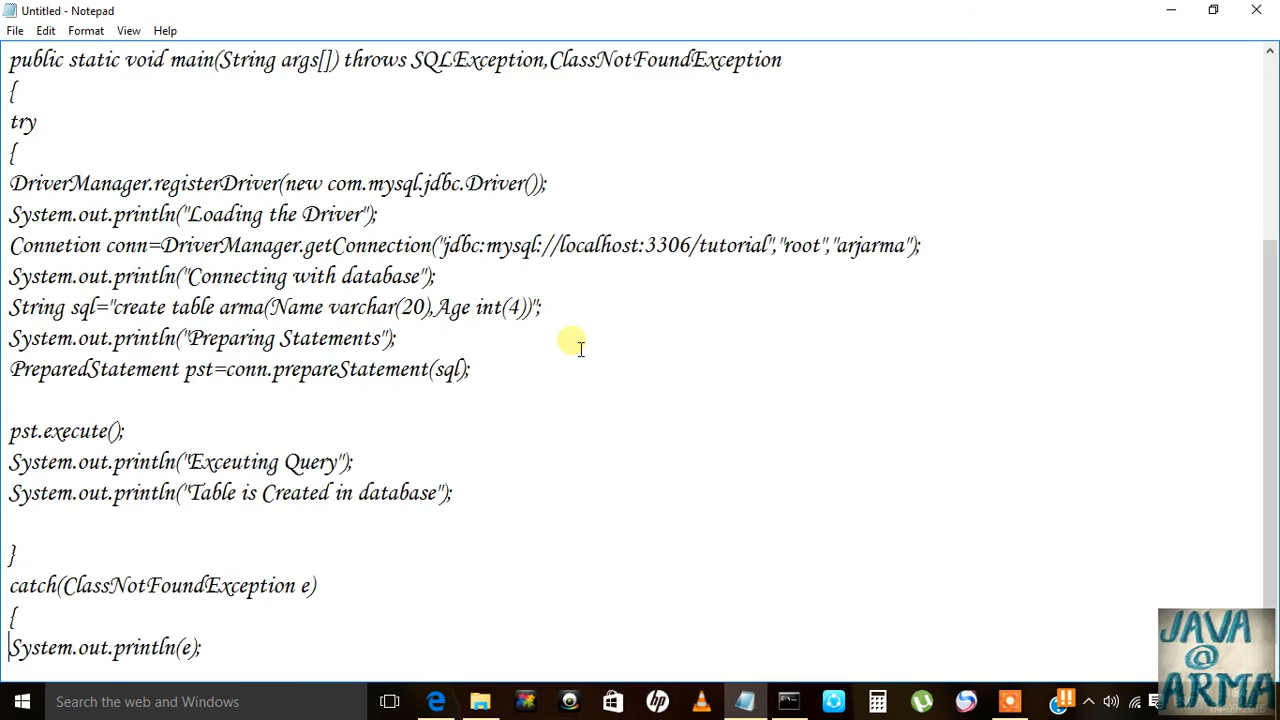 Untitled - Notepad
File Edit Format View Help
public static void main(String args[]) throws SQLException,ClassNotFoundException
{
try
{
DriverManager.registerDriver(new com.mysql.jdbc.Driver());
System.out.println("Loading the Driver");
Connetion conn=DriverManager.getConnection("jdbc:mysql://localhost:3306/tutorial","root","arjarma");
System.out.println("Connecting with database");
String sql="create table arma(Name varchar(20),Age int(4))";
System.out.println("Preparing Statements");
PreparedStatement pst=conn.prepareStatement(sql);
pst.execute();
System.out.println("Exceuting Query");
System.out.println("Table is Created in database");
}
catch(ClassNotFoundException e)
{
System.out.println(e);
JAVA
@
ARMA
Search the web and Windows